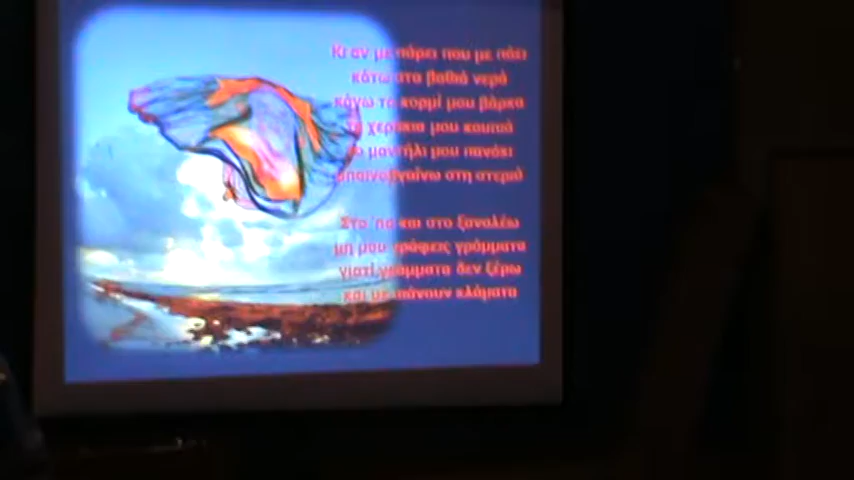 Κι αν με πάρει που με πάει
κάτω στα βαθιά νερά
κάνω το κορμί μου βάρκα
τα χεράκια μου κουπιά
το μαντήλι μου πανάκι
μπαινοβγαίνω στη στεριά
Στο 'πα και στο ξαναλέω
μη μου γράφεις γράμματα
γιατί γράμματα δεν ξέρω
και με πιάνουν κλάματα